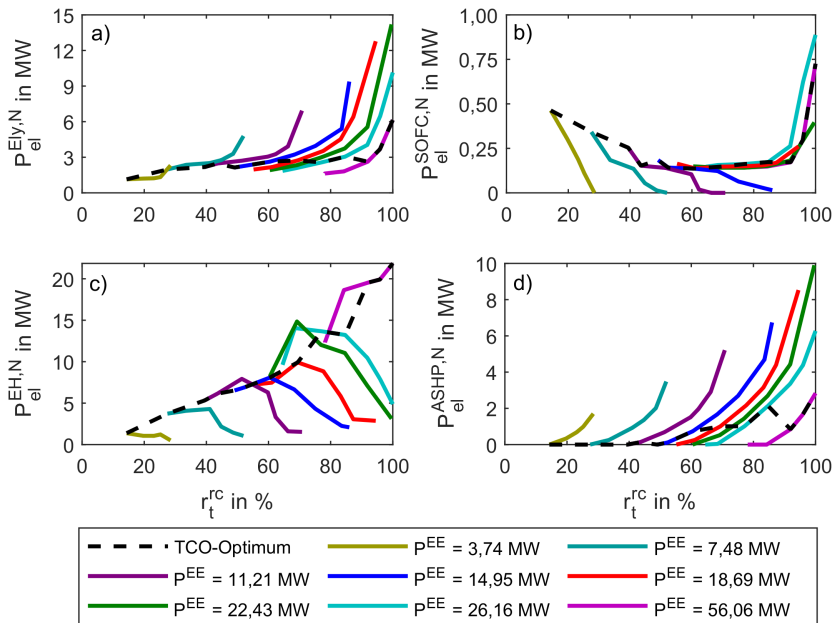 a)
15
12
9
6
3
0
P_el^Ely,N in MW
0 20 40 60 80 100
b)
1,00
0,75
0,50
0,25
0
P_el^SOFC,N in MW
0 20 40 60 80 100
c)
20
15
10
5
0
P_el^EH,N in MW
0 20 40 60 80 100
r_t^rc in %
d)
10
8
6
4
2
0
P_el^ASHP,N in MW
0 20 40 60 80 100
r_t^rc in %
TCO-Optimum P^EE = 3,74 MW P^EE = 7,48 MW
P^EE = 11,21 MW P^EE = 14,95 MW P^EE = 18,69 MW
P^EE = 22,43 MW P^EE = 26,16 MW P^EE = 56,06 MW